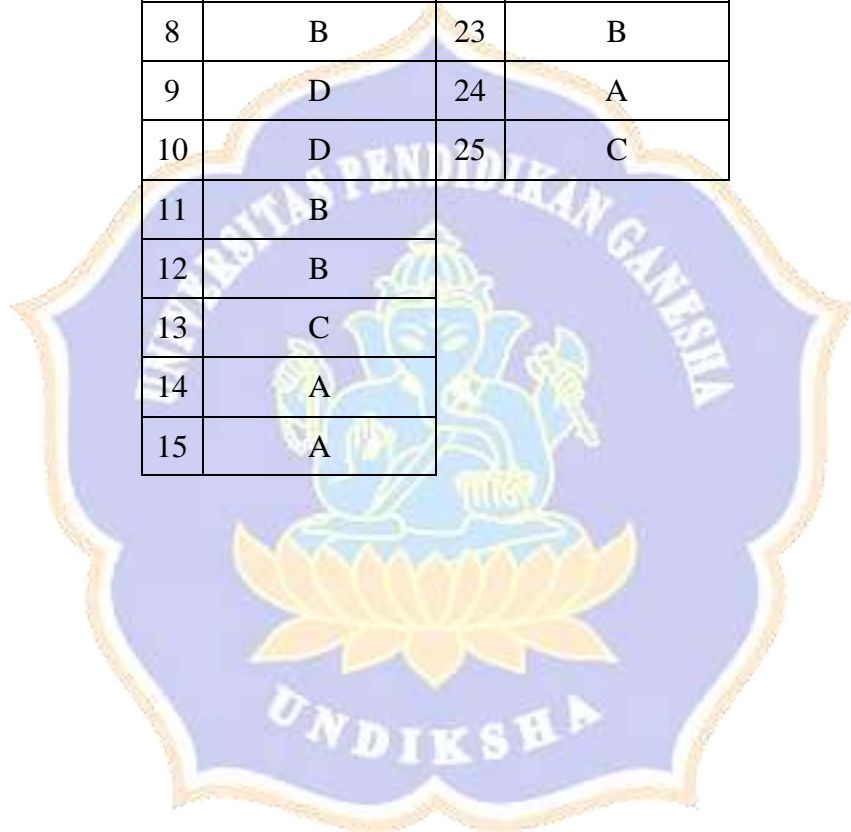 8 B 23 B
9 D 24 A
10 D 25 C
11 B
12 B
13 C
14 A
15 A
UNIVERSITAS PENDIDIKAN GANESHA
UNDIKSHA